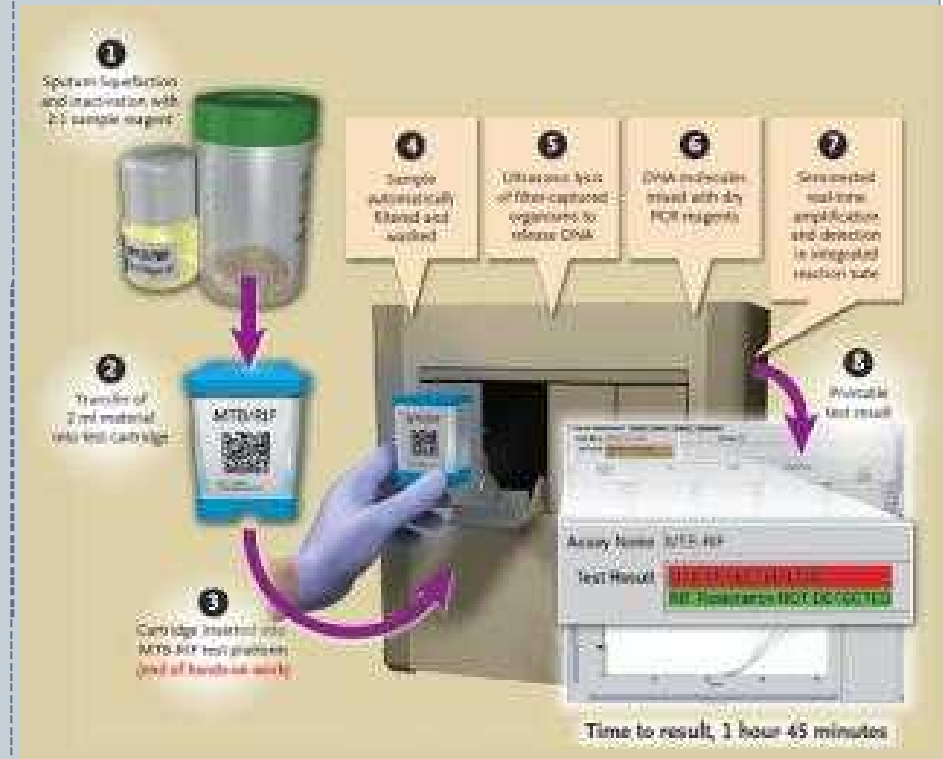 1
Sputum liquefaction
and inactivation with
2:1 sample reagent
2
Transfer of
2 ml material
into test cartridge
MTB-RIF
3
Cartridge inserted into
MTB-RIF test platform
(end of hands-on work)
4
Sample
automatically
filtered and
washed
5
Ultrasonic lysis
of filter-captured
organisms to
release DNA
6
DNA molecules
mixed with dry
PCR reagents
7
Seminested
real-time
amplification
and detection
in integrated
reaction tube
8
Printable
test result
Assay Name MTB-RIF
Test Result
RIF Resistance NOT DETECTED
Time to result, 1 hour 45 minutes